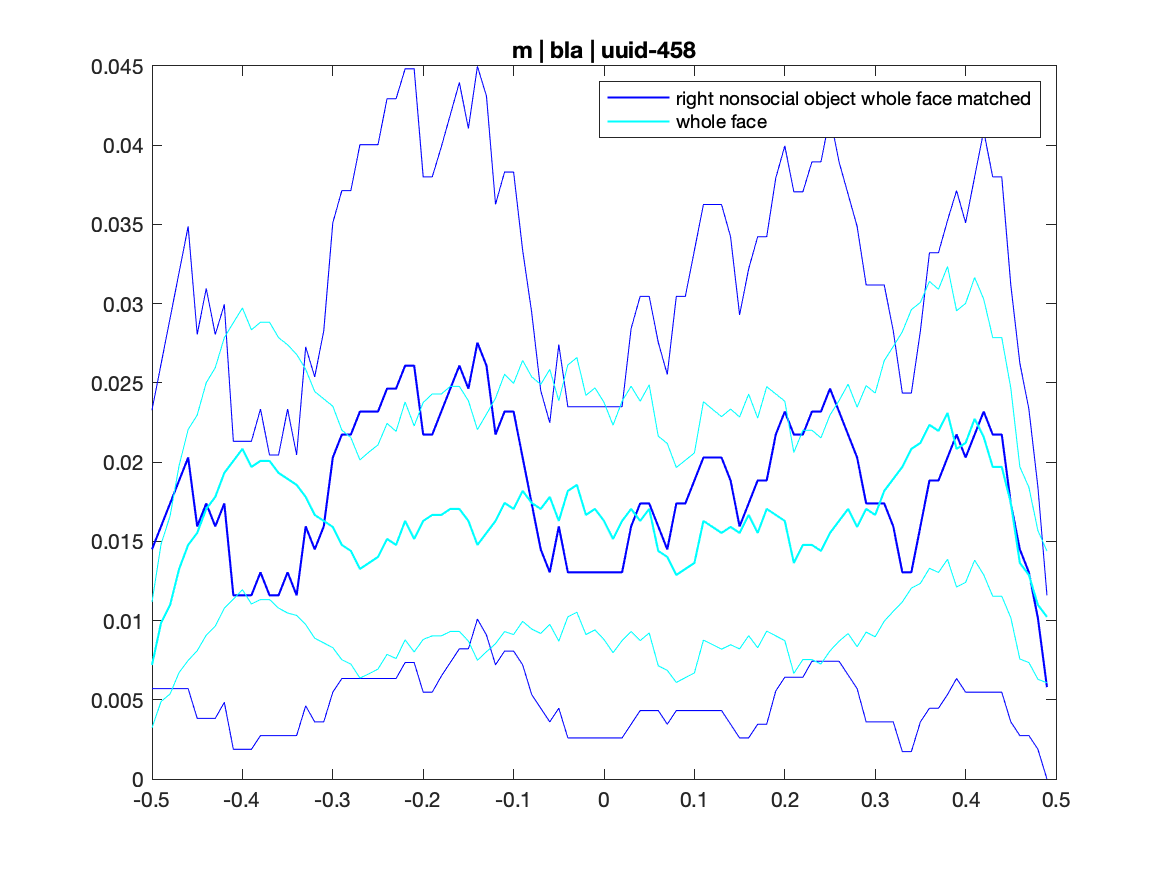 m | bla | uuid-458
right nonsocial object whole face matched
whole face
0.045
0.04
0.035
0.03
0.025
0.02
0.015
0.01
0.005
0
-0.5 -0.4 -0.3 -0.2 -0.1 0 0.1 0.2 0.3 0.4 0.5